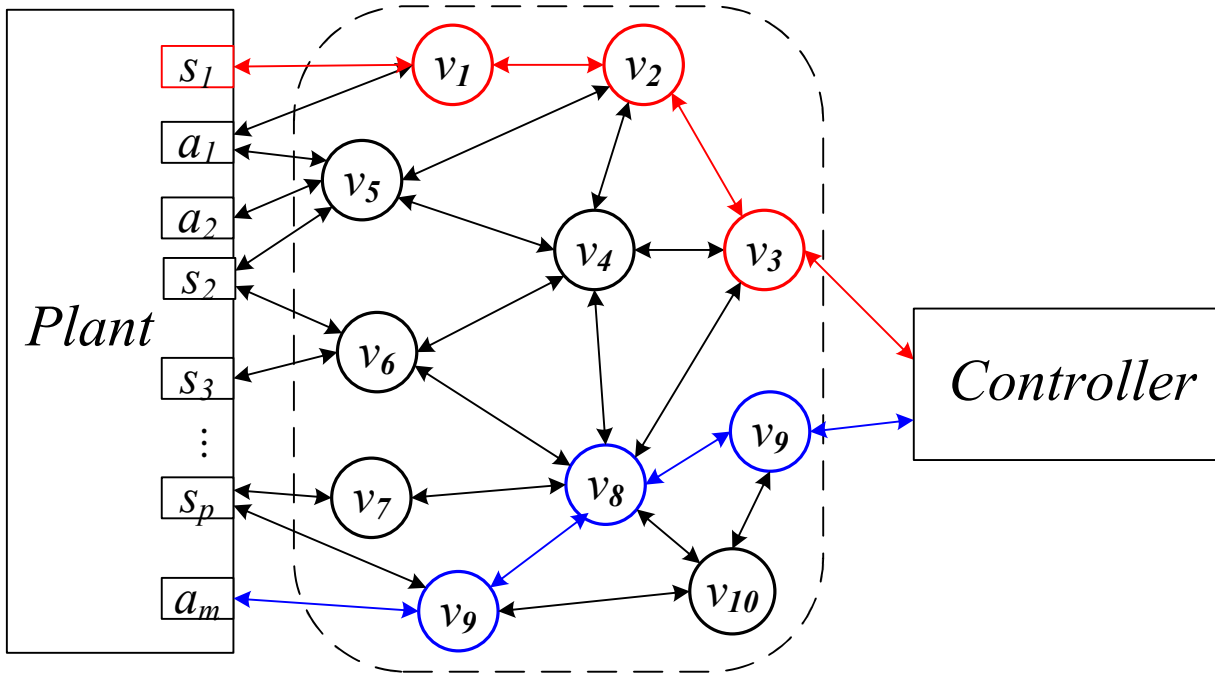 Plant
s1
a1
a2
s2
s3
⋮
sp
am
v1
v2
v5
v4
v3
v6
v9
v7
v8
v9
v10
Controller